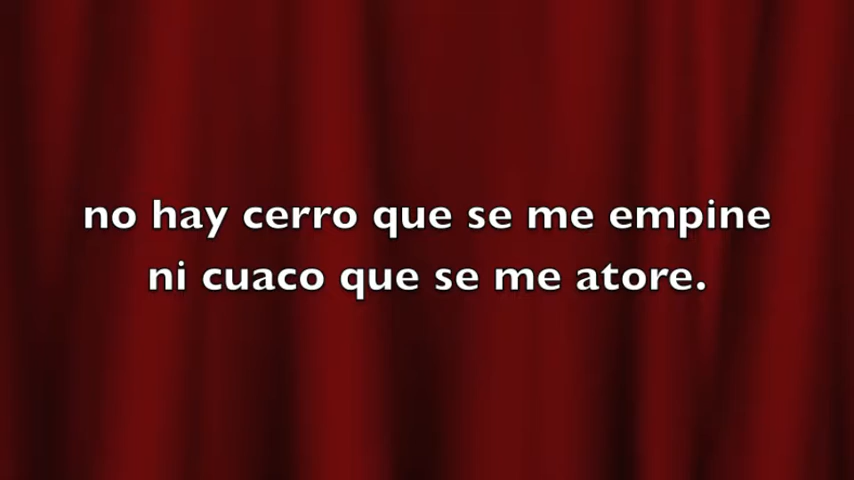 no hay cerro que se me empine
ni cuaco que se me atore.